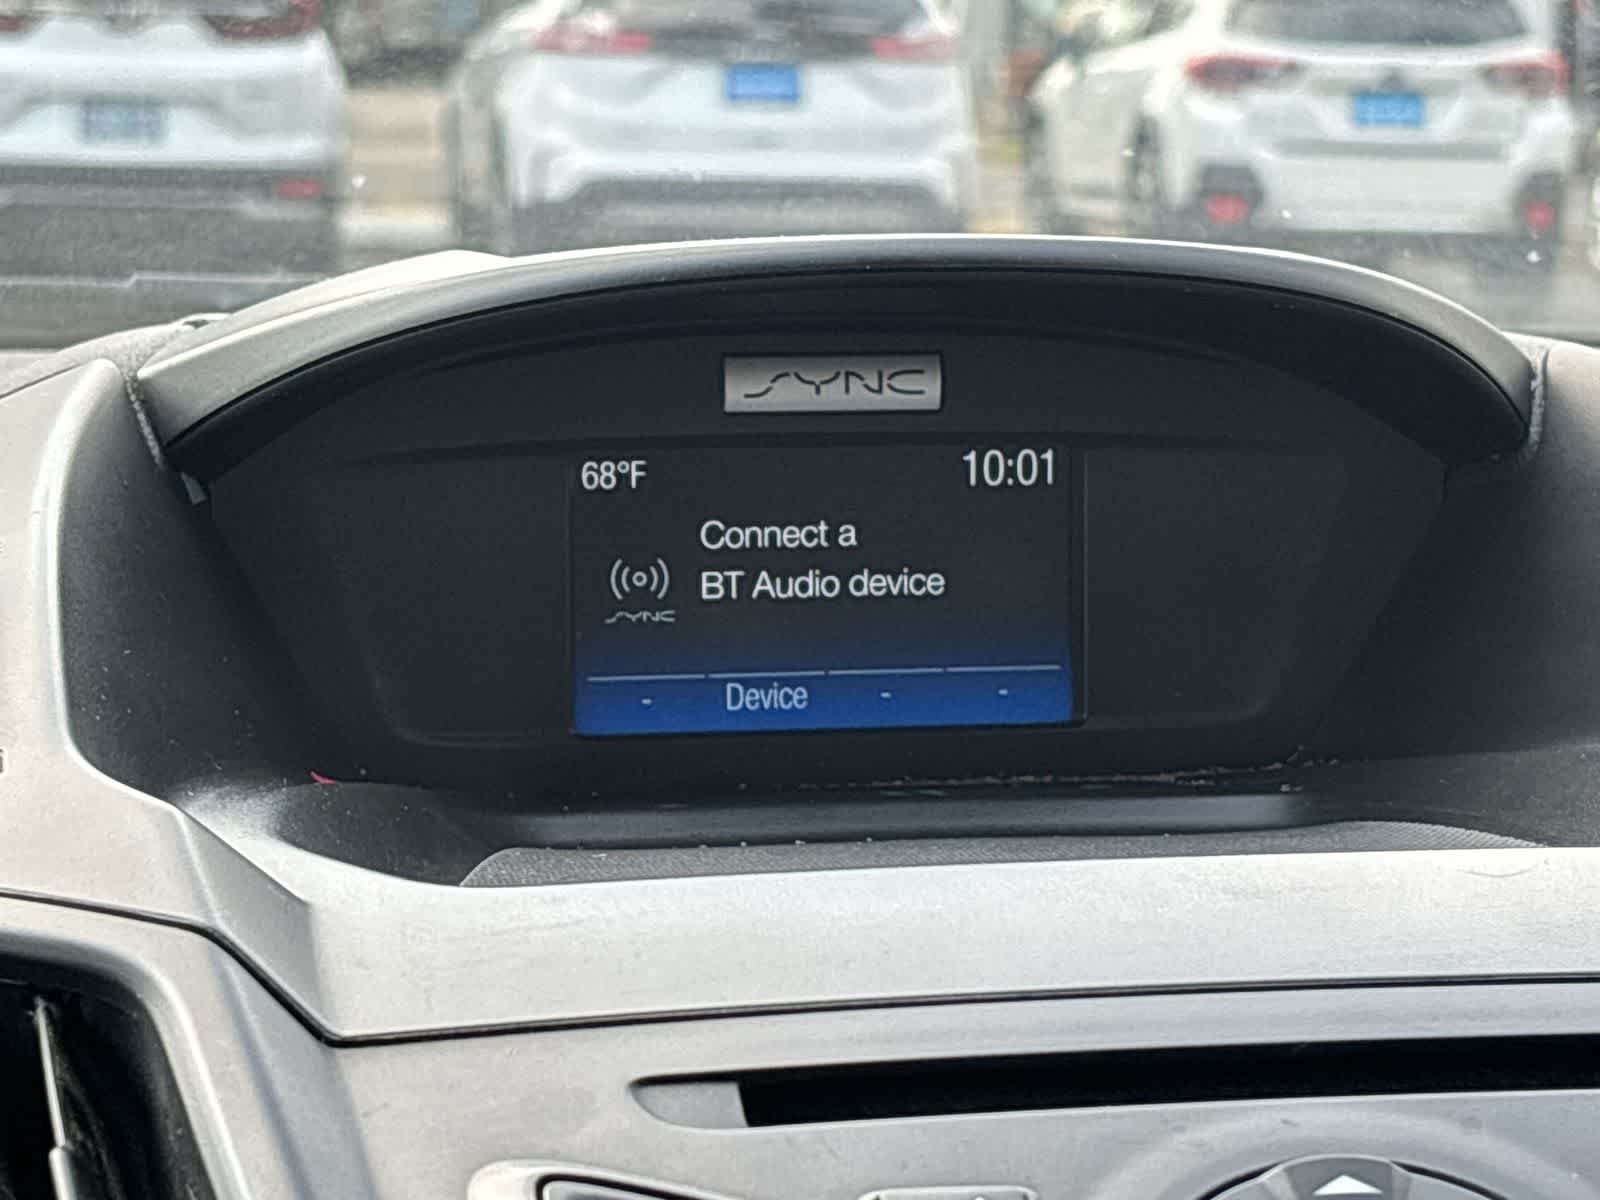 SYNC
68°F 10:01
Connect a
BT Audio device
SYNC
- Device - -